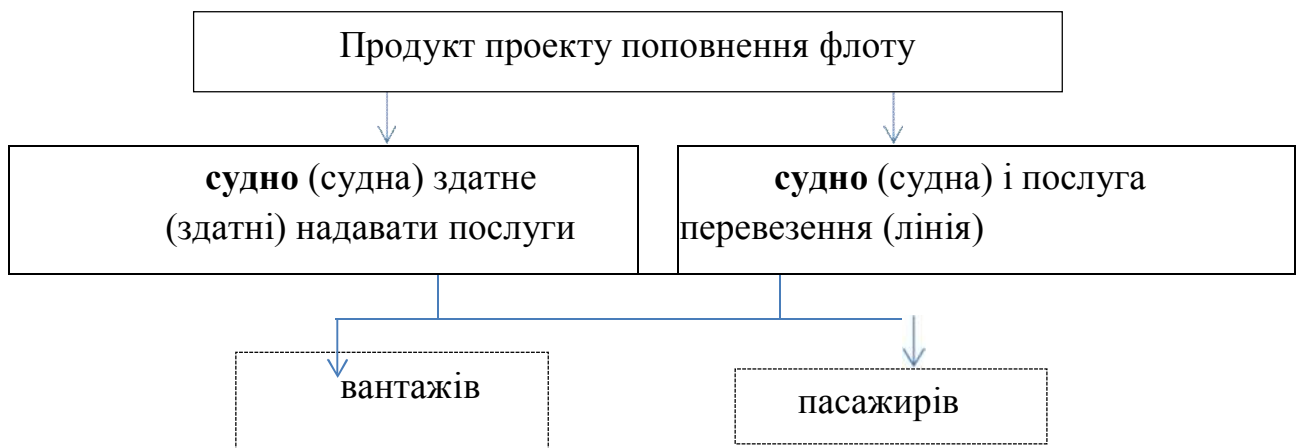 Продукт проекту поповнення флоту
судно (судна) здатне
(здатні) надавати послуги
судно (судна) і послуга
перевезення (лінія)
вантажів
пасажирів